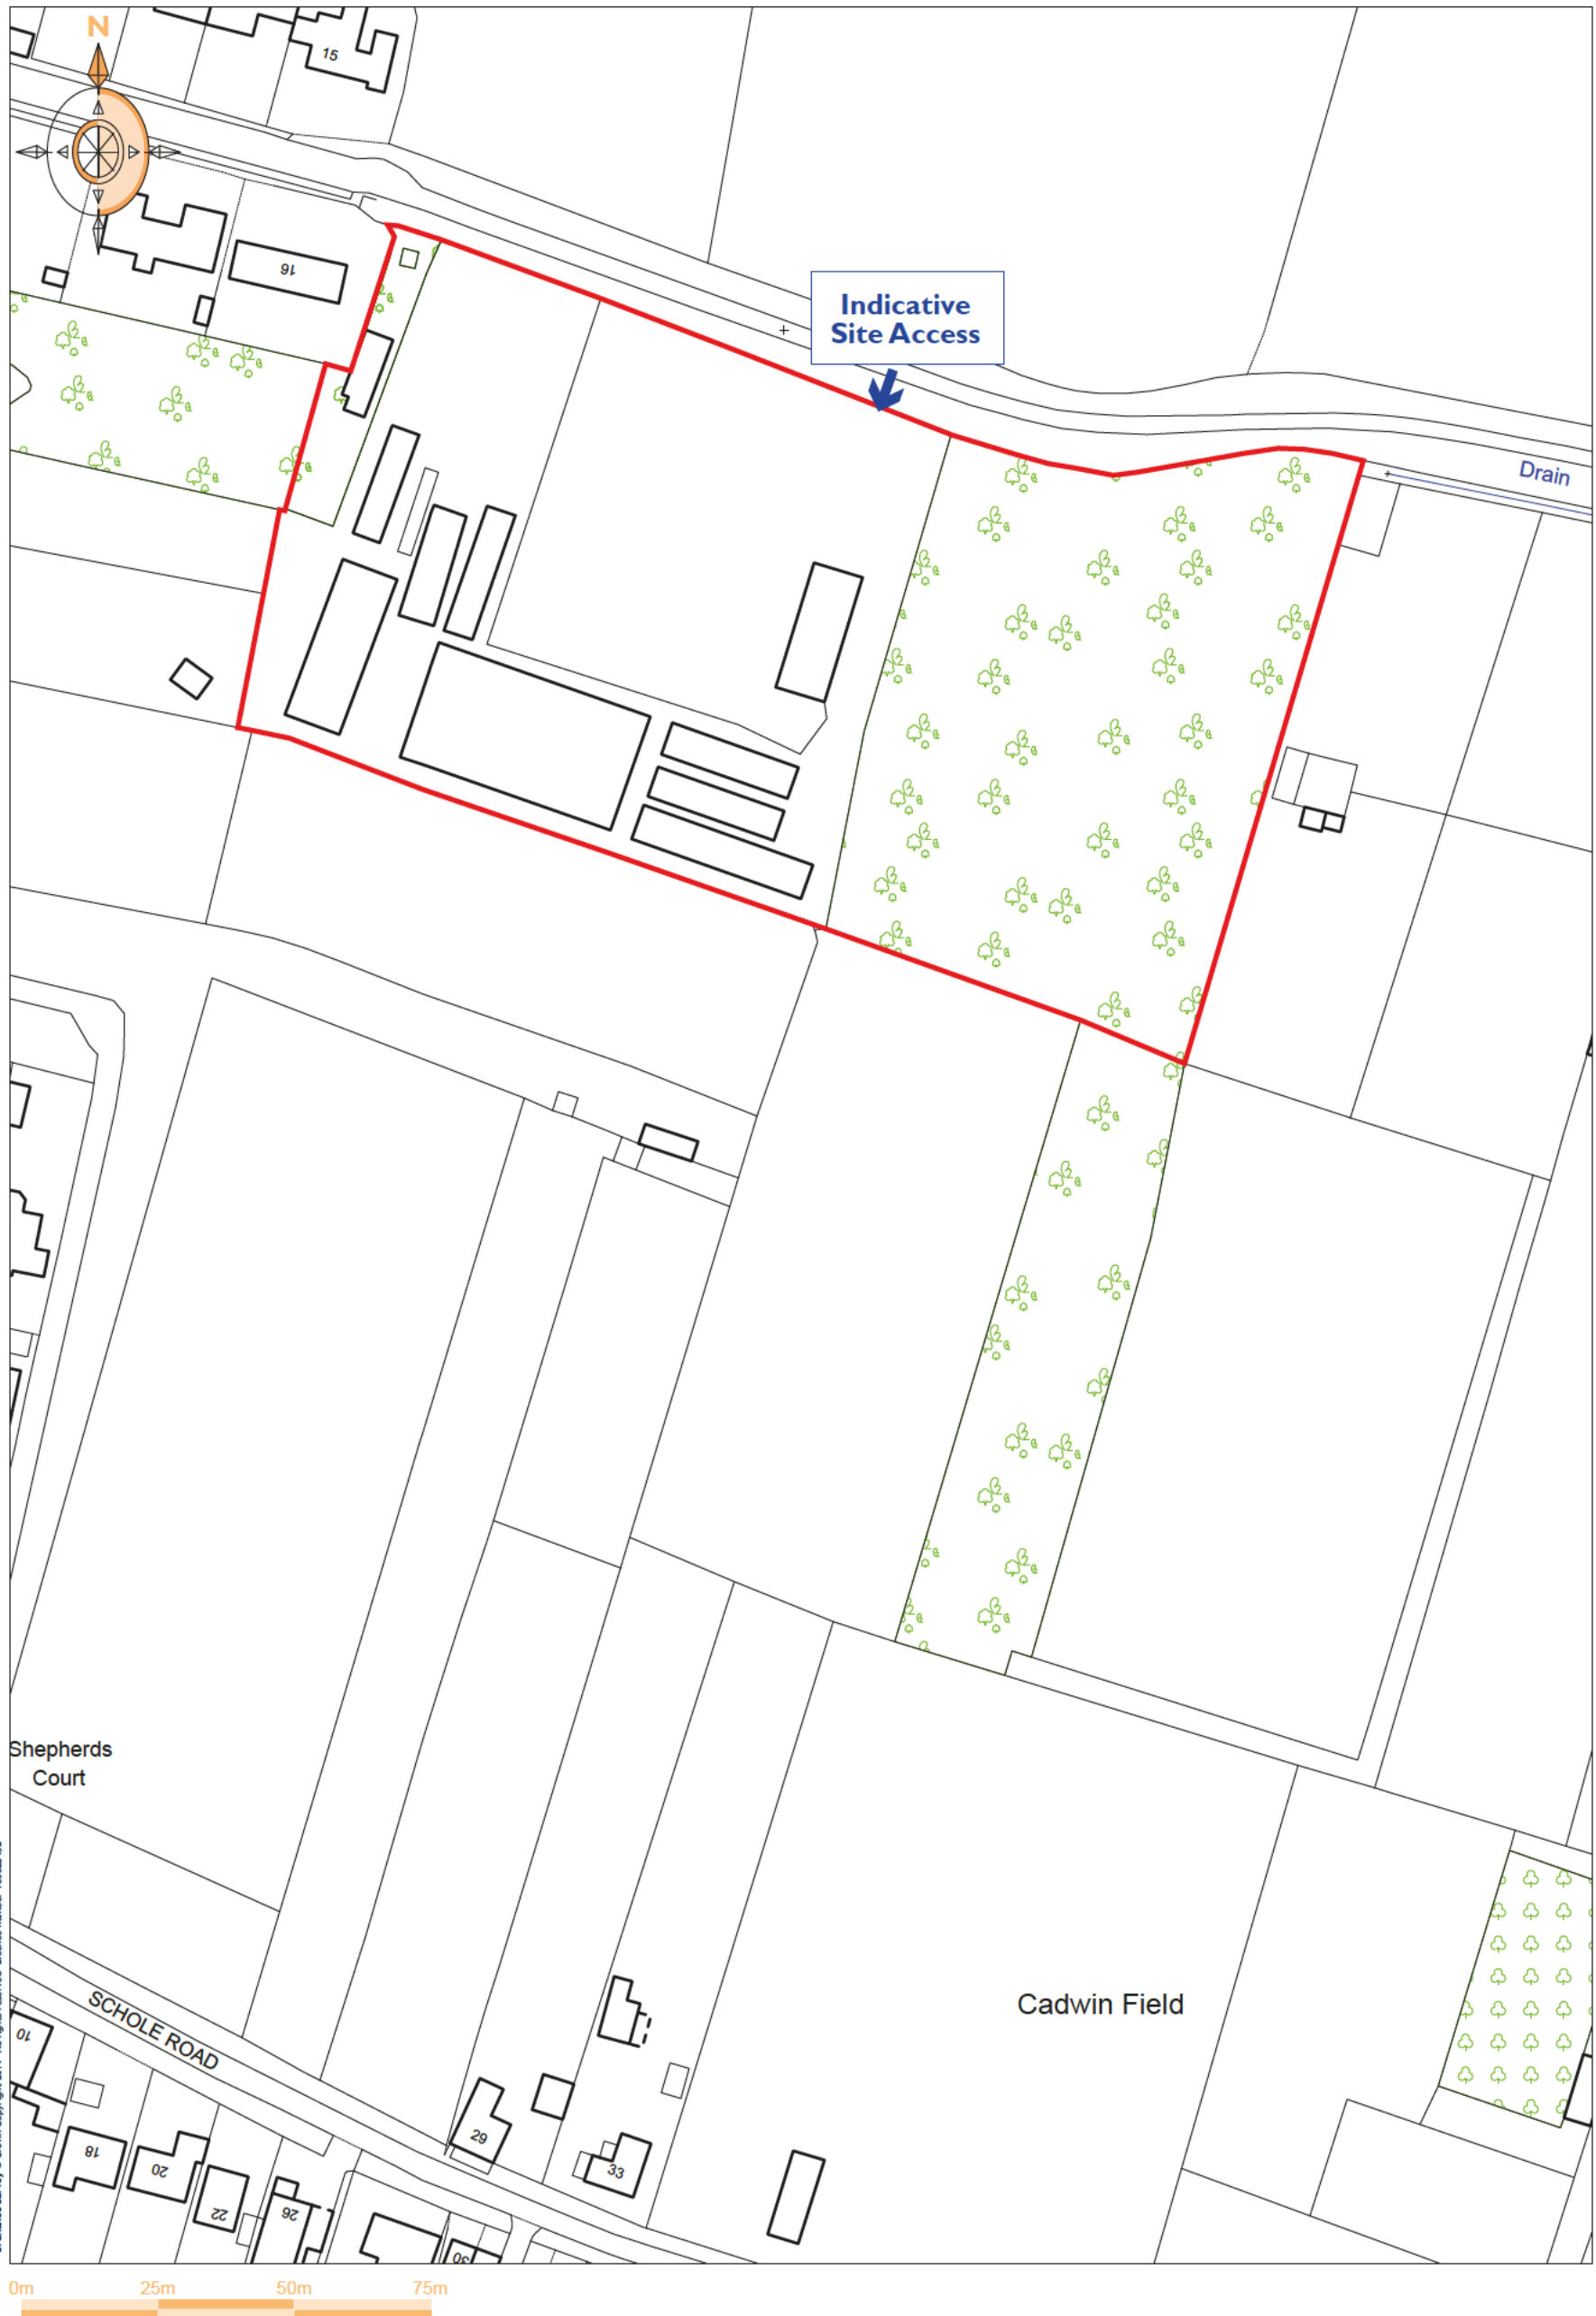 N
15
16
Indicative
Site Access
Drain
Shepherds
Court
SCHOLE ROAD
Cadwin Field
10
18
20
22
26
29
33
30
0m 25m 50m 75m